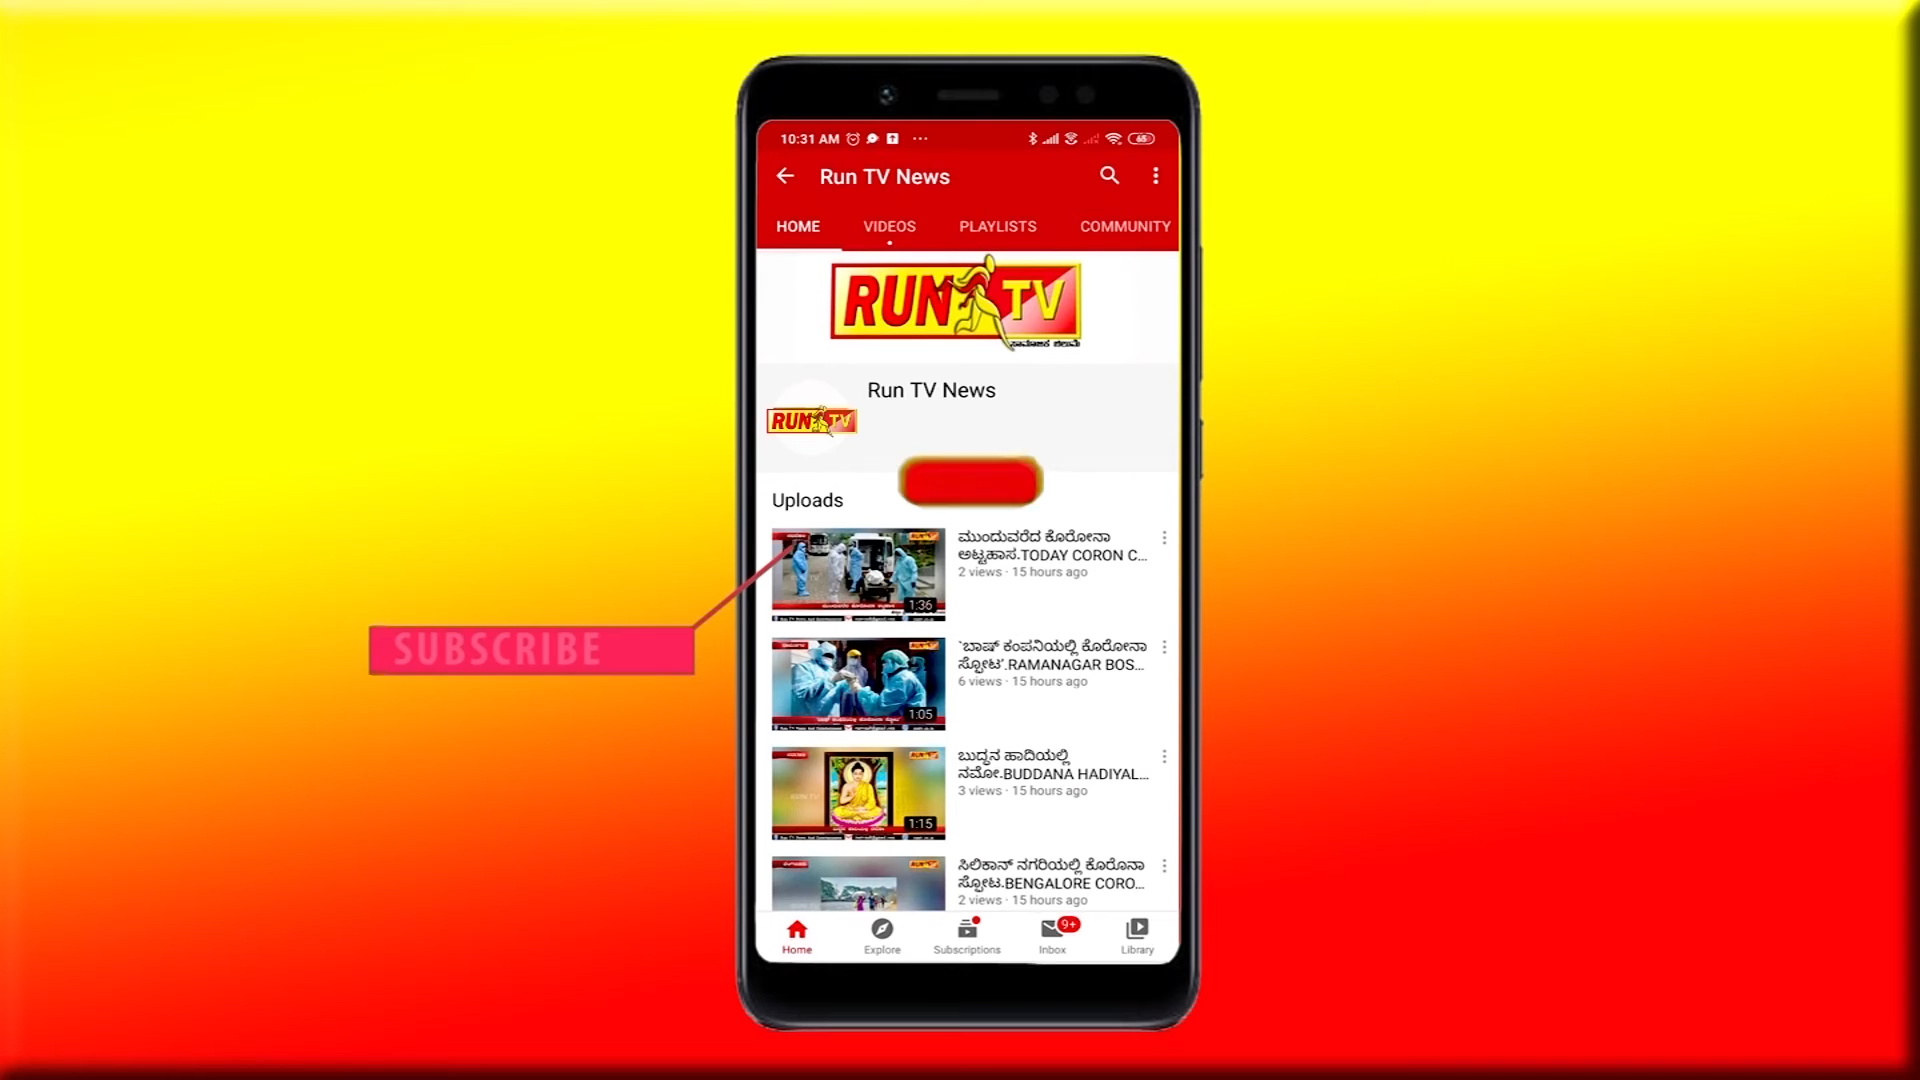 10:31 AM
65
Run TV News
HOME VIDEOS PLAYLISTS COMMUNITY
RUN TV
Run TV News
RUN TV
Uploads
ಮುಂದುವರೆದ ಕೊರೋನಾ
ಅಟ್ಟಹಾಸ.TODAY CORON C...
2 views · 15 hours ago
1:36
SUBSCRIBE
`ಬಾಷ್ ಕಂಪನಿಯಲ್ಲಿ ಕೊರೋನಾ
ಸ್ಫೋಟ'.RAMANAGAR BOS...
6 views · 15 hours ago
1:05
ಬುದ್ಧನ ಹಾದಿಯಲ್ಲಿ
ನಮೋ.BUDDANA HADIYAL...
3 views · 15 hours ago
1:15
ಸಿಲಿಕಾನ್ ನಗರಿಯಲ್ಲಿ ಕೊರೊನಾ
ಸ್ಫೋಟ.BENGALORE CORO...
2 views · 15 hours ago
9+
Home Explore Subscriptions Inbox Library